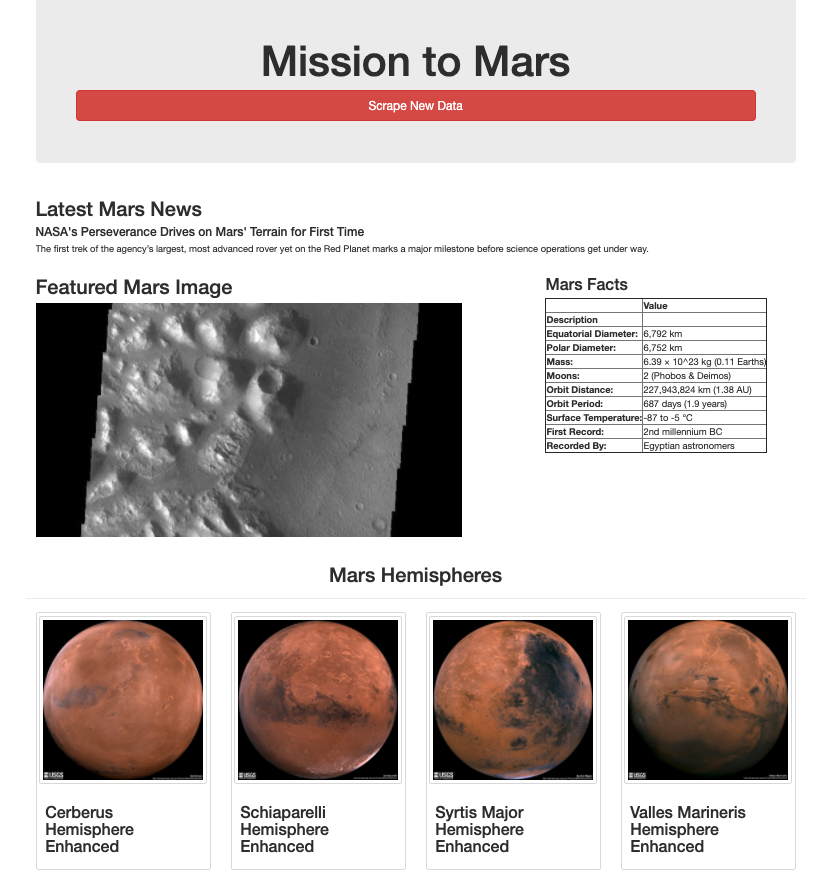 Mission to Mars
Scrape New Data
Latest Mars News
NASA's Perseverance Drives on Mars' Terrain for First Time
The first trek of the agency's largest, most advanced rover yet on the Red Planet marks a major milestone before science operations get under way.
Featured Mars Image
Mars Facts
Value
Description
Equatorial Diameter: 6,792 km
Polar Diameter: 6,752 km
Mass: 6.39 × 10^23 kg (0.11 Earths)
Moons: 2 (Phobos & Deimos)
Orbit Distance: 227,943,824 km (1.38 AU)
Orbit Period: 687 days (1.9 years)
Surface Temperature: -87 to -5 °C
First Record: 2nd millennium BC
Recorded By: Egyptian astronomers
Mars Hemispheres
USGS
USGS
USGS
USGS
Cerberus
Hemisphere
Enhanced
Schiaparelli
Hemisphere
Enhanced
Syrtis Major
Hemisphere
Enhanced
Valles Marineris
Hemisphere
Enhanced